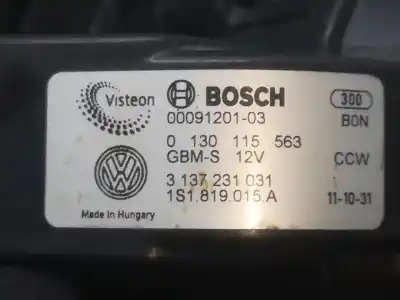 Visteon
BOSCH
300
00091201-03
BON
0 130 115 563
GBM-S 12V
CCW
3 137 231 031
Made In Hungary
1S1.819.015.A
11-10-31